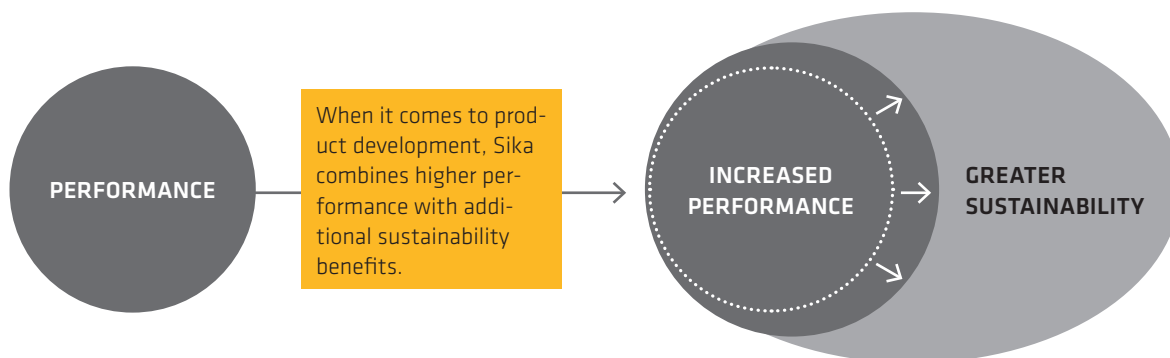 PERFORMANCE
When it comes to prod-
uct development, Sika
combines higher per-
formance with addi-
tional sustainability
benefits.
INCREASED
PERFORMANCE
GREATER
SUSTAINABILITY